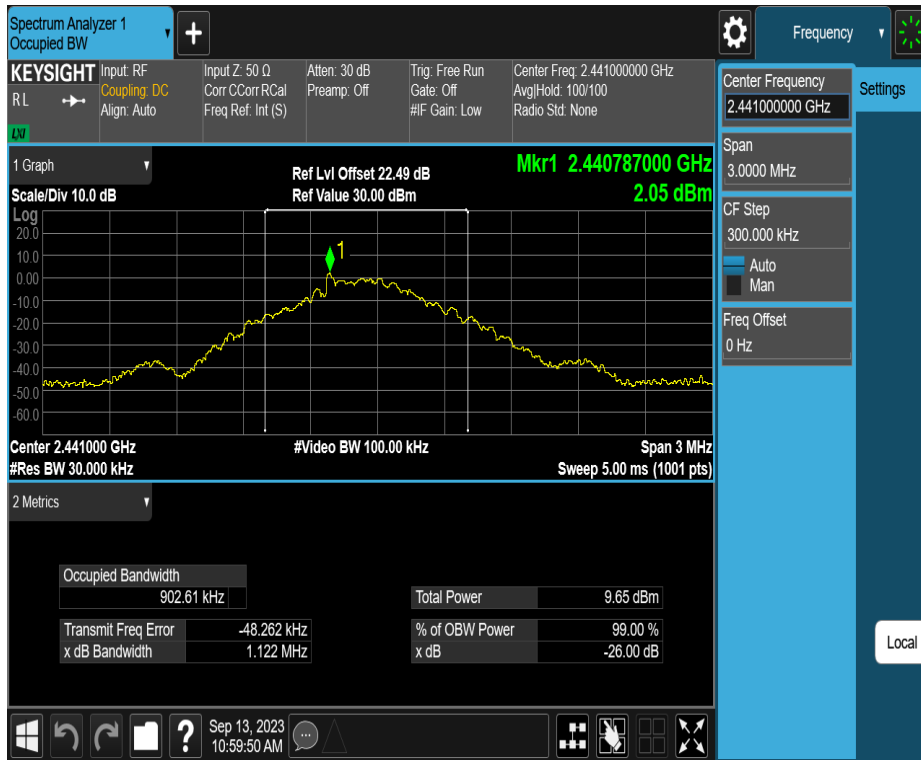 Spectrum Analyzer 1
Occupied BW
+
Frequency
KEYSIGHT
R L
LXI
Input: RF
Coupling: DC
Align: Auto
Input Z: 50 Ω
Corr CCorr RCal
Freq Ref: Int (S)
Atten: 30 dB
Preamp: Off
Trig: Free Run
Gate: Off
#IF Gain: Low
Center Freq: 2.441000000 GHz
Avg|Hold: 100/100
Radio Std: None
Center Frequency
2.441000000 GHz
Settings
Span
3.0000 MHz
CF Step
300.000 kHz
Auto
Man
Freq Offset
0 Hz
1 Graph
Scale/Div 10.0 dB
Ref Lvl Offset 22.49 dB
Ref Value 30.00 dBm
Mkr1 2.440787000 GHz
2.05 dBm
Log
20.0
10.0
0.00
-10.0
-20.0
-30.0
-40.0
-50.0
-60.0
1
Center 2.441000 GHz
#Video BW 100.00 kHz
Span 3 MHz
#Res BW 30.000 kHz
Sweep 5.00 ms (1001 pts)
2 Metrics
Occupied Bandwidth
902.61 kHz
Total Power 9.65 dBm
Transmit Freq Error -48.262 kHz
% of OBW Power 99.00 %
x dB Bandwidth 1.122 MHz
x dB -26.00 dB
Local
?
Sep 13, 2023
10:59:50 AM